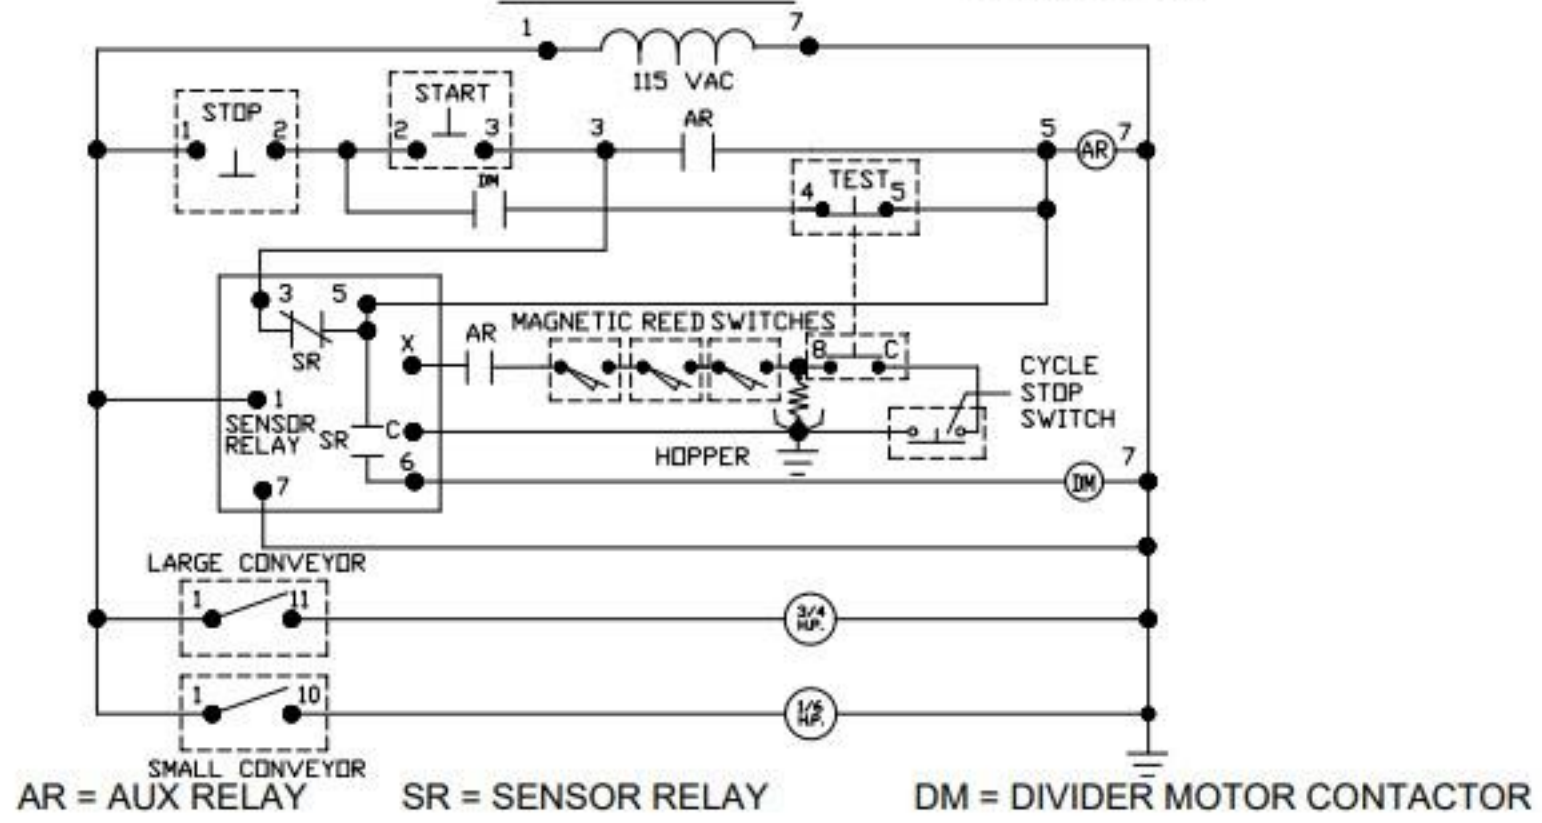 1 7
115 VAC
STOP START AR
1 2 2 3 3 5 AR 7
DM TEST
4 5
3 5
MAGNETIC REED SWITCHES
SR X AR 8 C
CYCLE
STOP
SWITCH
1
SENSOR
RELAY SR C
HOPPER
6 7
DM
7
LARGE CONVEYOR
1 11 3/4
H.P.
1 10 1/6
H.P.
SMALL CONVEYOR
AR = AUX RELAY SR = SENSOR RELAY DM = DIVIDER MOTOR CONTACTOR